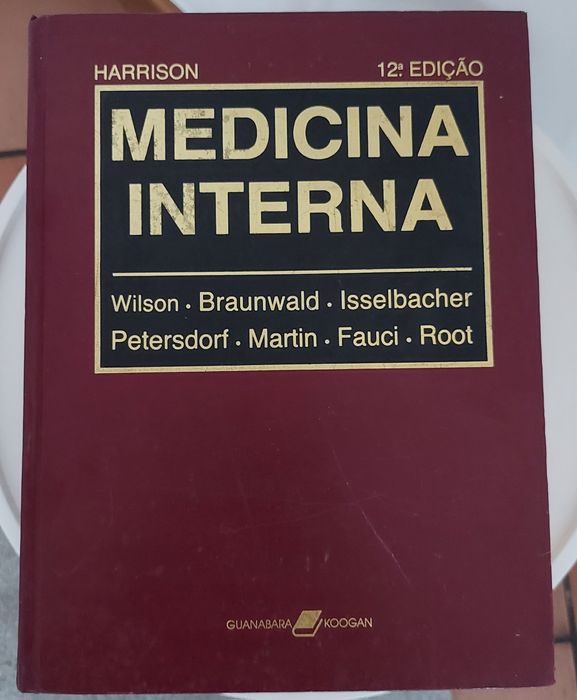 HARRISON 12ª EDIÇÃO
MEDICINA
INTERNA
Wilson • Braunwald • Isselbacher
Petersdorf • Martin • Fauci • Root
GUANABARA KOOGAN